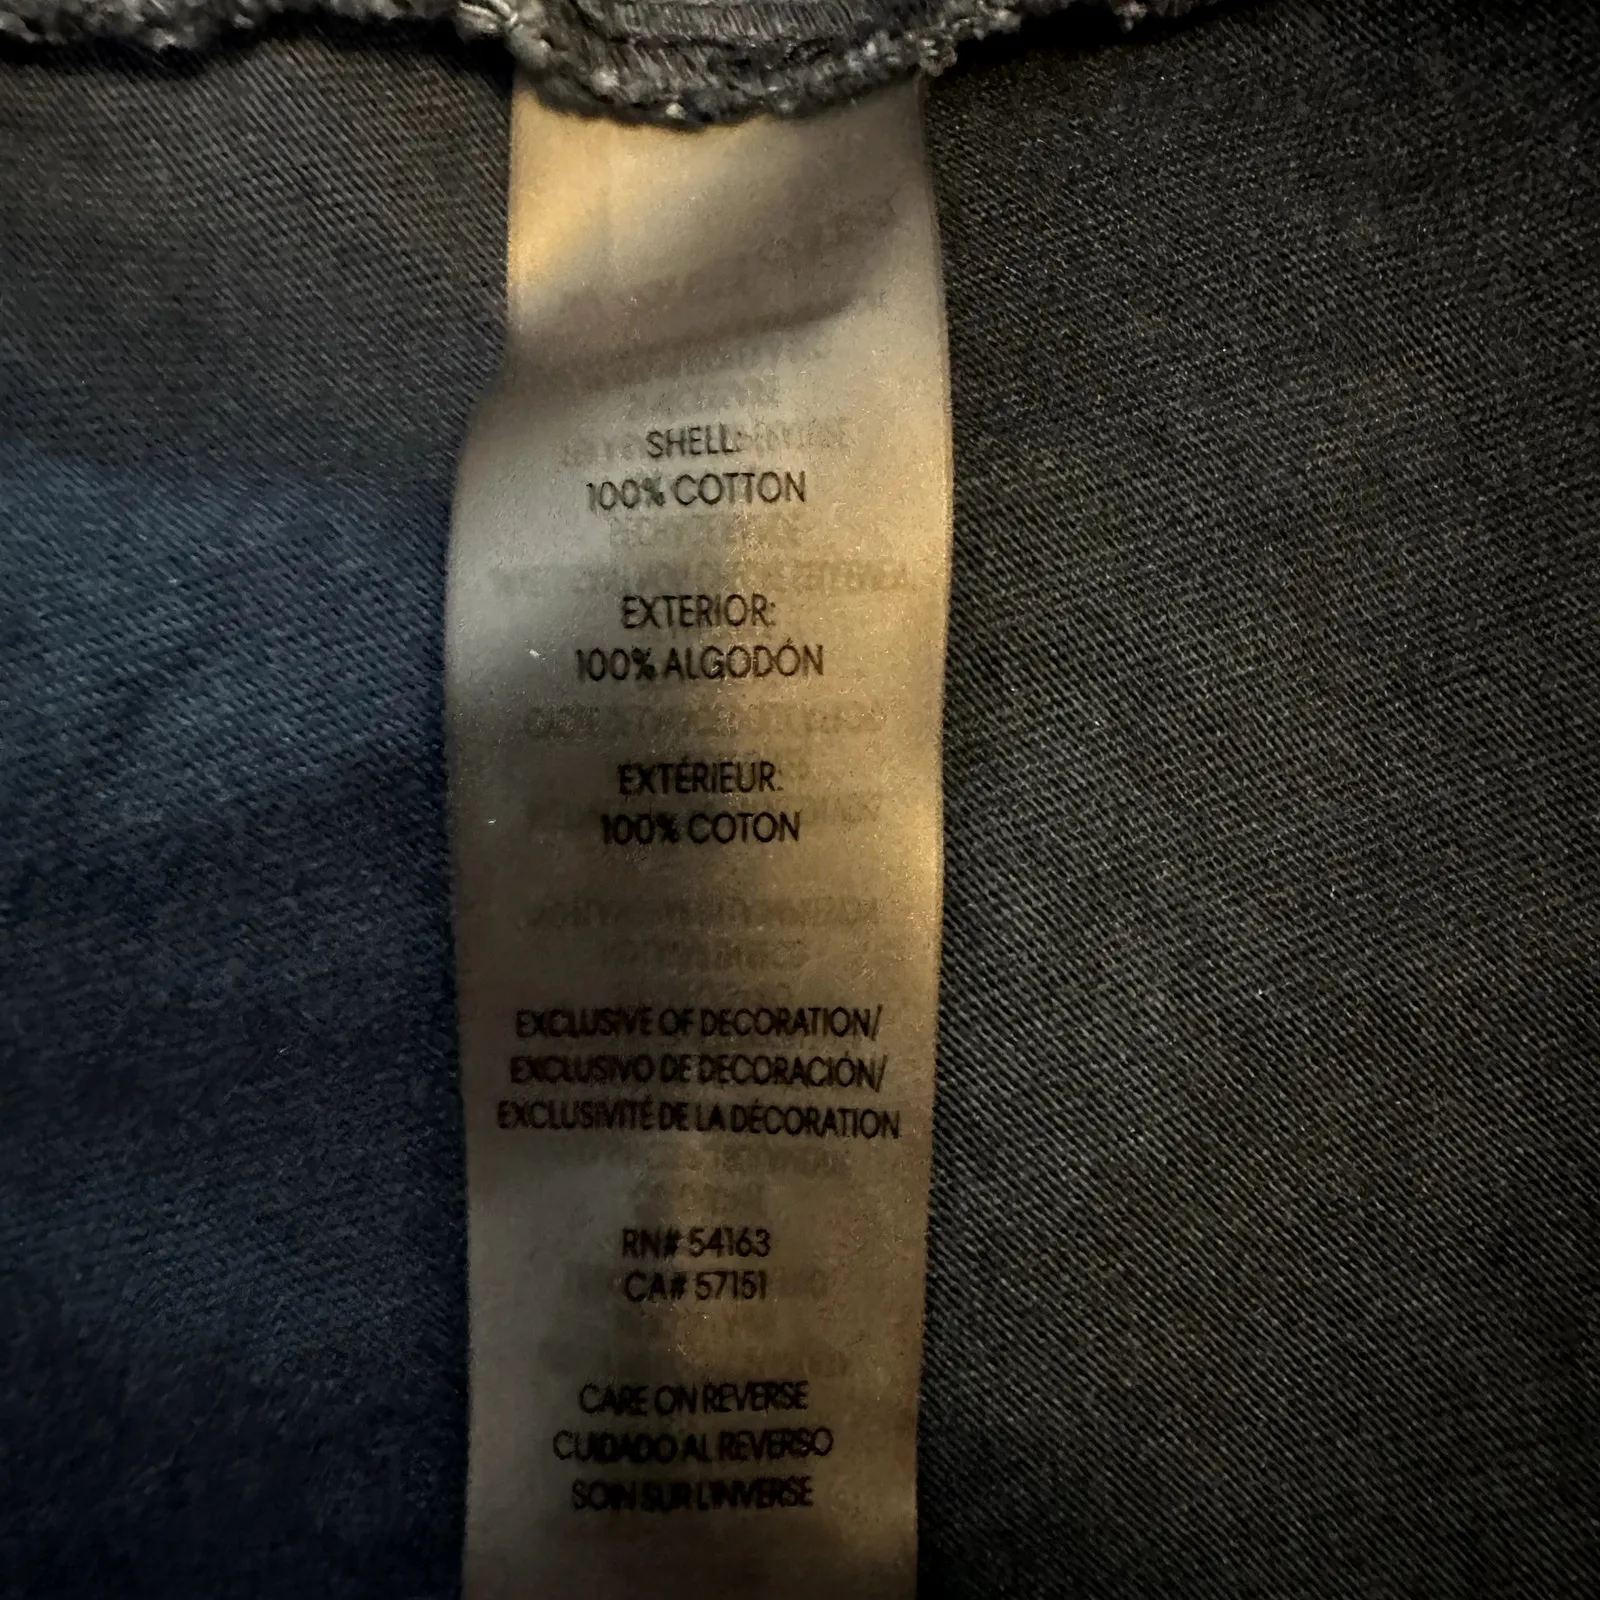 SHELL:
100% COTTON
EXTERIOR:
100% ALGODÓN
EXTÉRIEUR:
100% COTON
EXCLUSIVE OF DECORATION/
EXCLUSIVO DE DECORACIÓN/
EXCLUSIVITÉ DE LA DÉCORATION
RN# 54163
CA# 57151
CARE ON REVERSE
CUIDADO AL REVERSO
SOIN SUR L'INVERSE